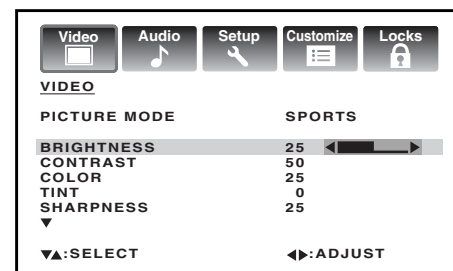 Video Audio Setup Customize Locks
VIDEO
PICTURE MODE SPORTS
BRIGHTNESS 25
CONTRAST 50
COLOR 25
TINT 0
SHARPNESS 25
▼
▼▲:SELECT ◀▶:ADJUST